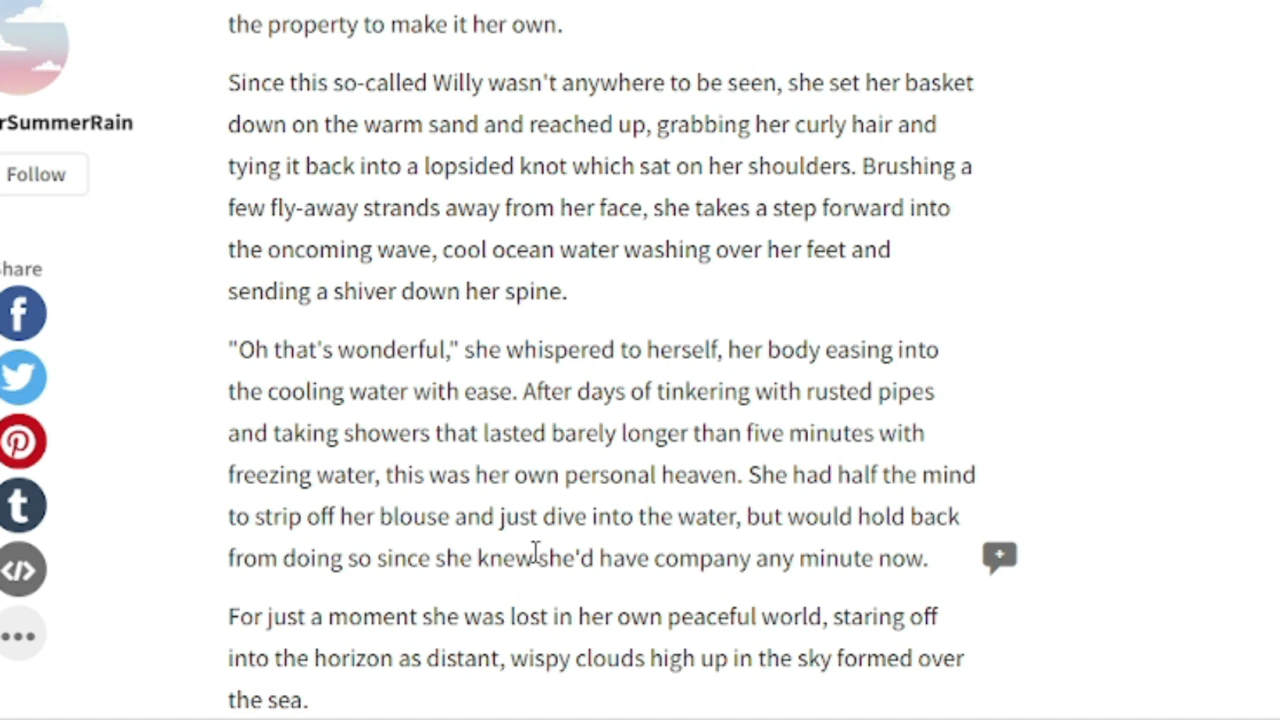 the property to make it her own.
Since this so-called Willy wasn't anywhere to be seen, she set her basket
down on the warm sand and reached up, grabbing her curly hair and
tying it back into a lopsided knot which sat on her shoulders. Brushing a
few fly-away strands away from her face, she takes a step forward into
the oncoming wave, cool ocean water washing over her feet and
sending a shiver down her spine.
"Oh that's wonderful," she whispered to herself, her body easing into
the cooling water with ease. After days of tinkering with rusted pipes
and taking showers that lasted barely longer than five minutes with
freezing water, this was her own personal heaven. She had half the mind
to strip off her blouse and just dive into the water, but would hold back
from doing so since she knew she'd have company any minute now.
For just a moment she was lost in her own peaceful world, staring off
into the horizon as distant, wispy clouds high up in the sky formed over
the sea.
rSummerRain
Follow
Share
f
t
</>